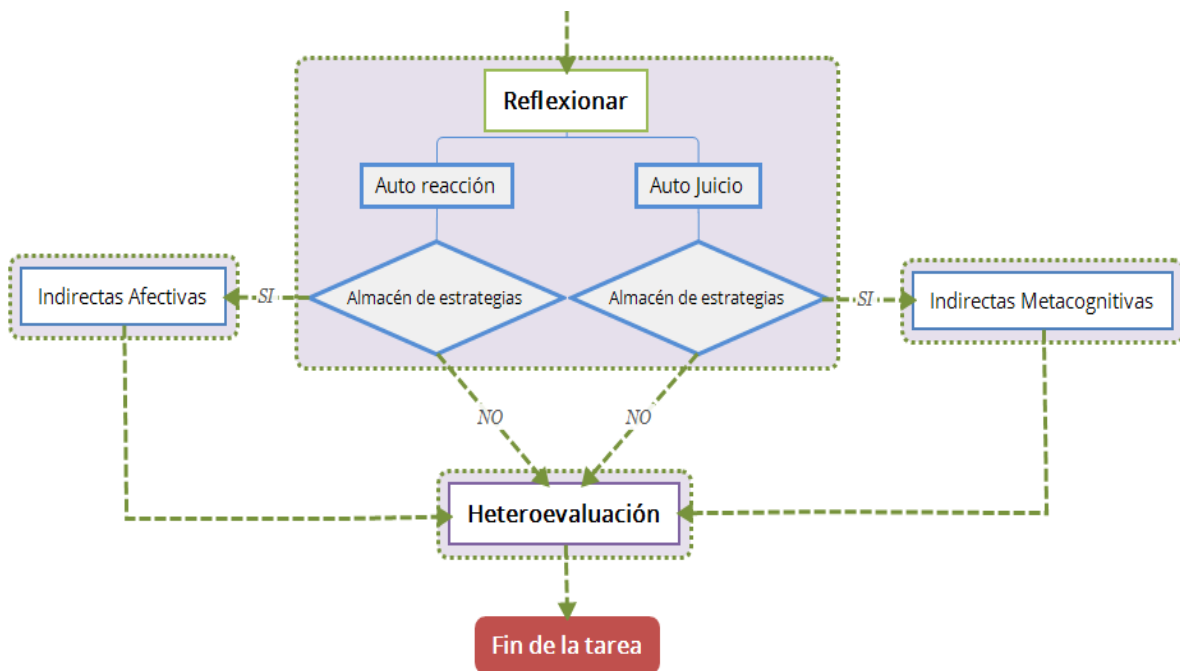 Reflexionar
Auto reacción
Auto Juicio
Indirectas Afectivas
SI
Almacén de estrategias
Almacén de estrategias
SI
Indirectas Metacognitivas
NO
NO
Heteroevaluación
Fin de la tarea